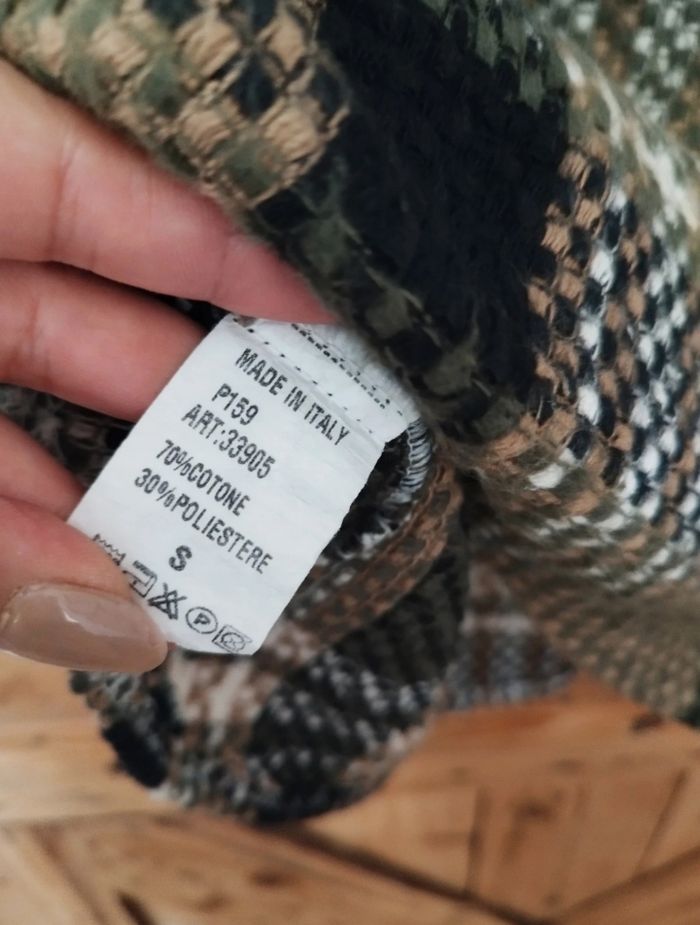 MADE IN ITALY
P159
ART.:33905
70%COTONE
30%POLIESTERE
S
P